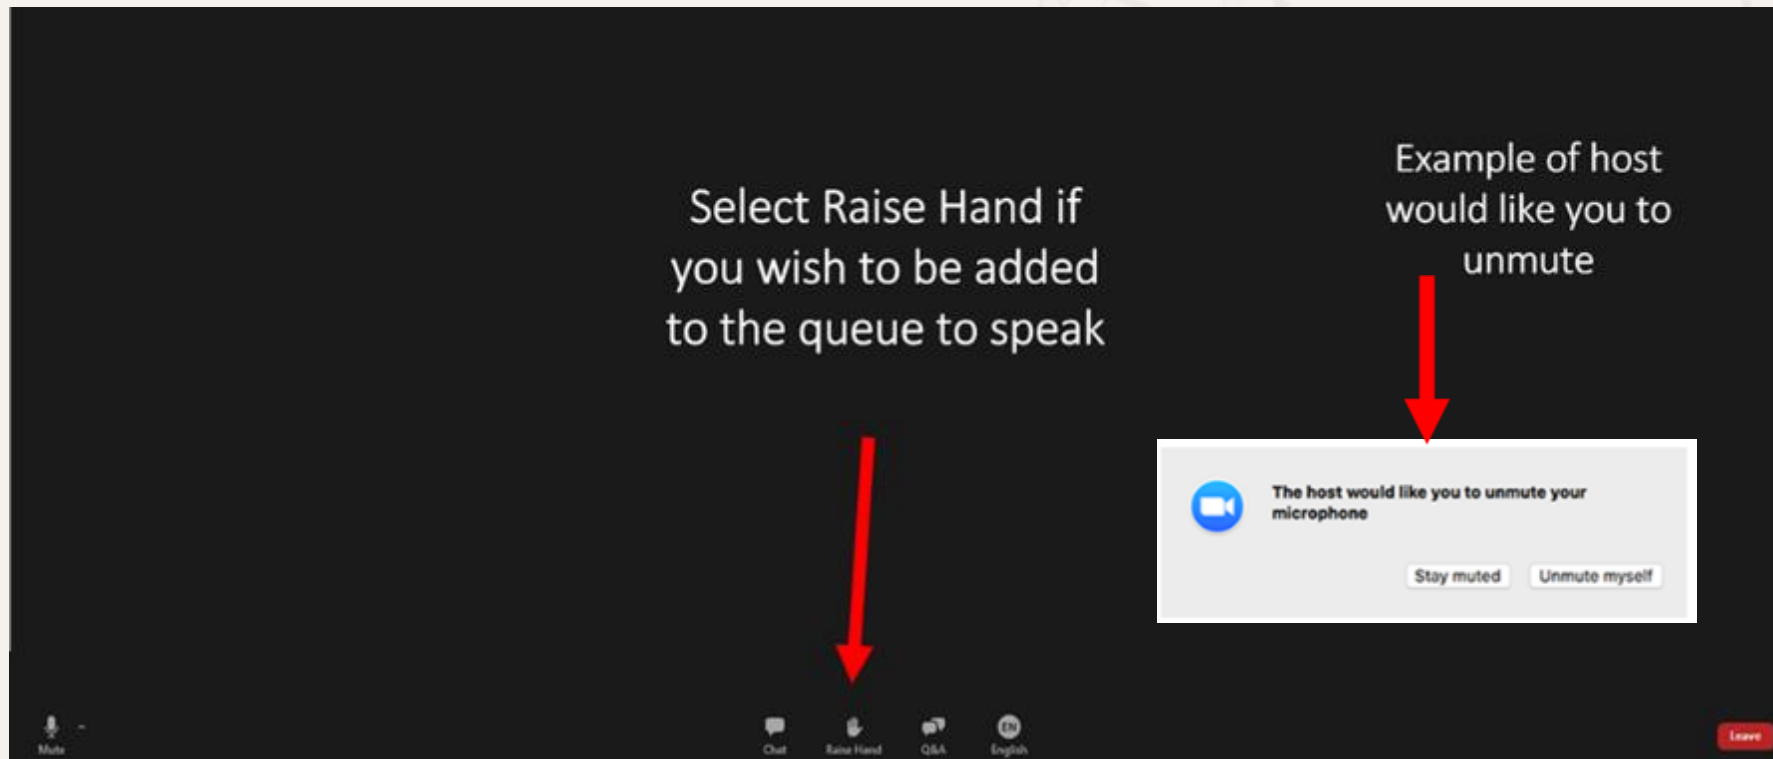 Select Raise Hand if
you wish to be added
to the queue to speak
Example of host
would like you to
unmute
The host would like you to unmute your
microphone
Stay muted
Unmute myself
Mute
Chat
Raise Hand
Q&A
EN
English
Leave